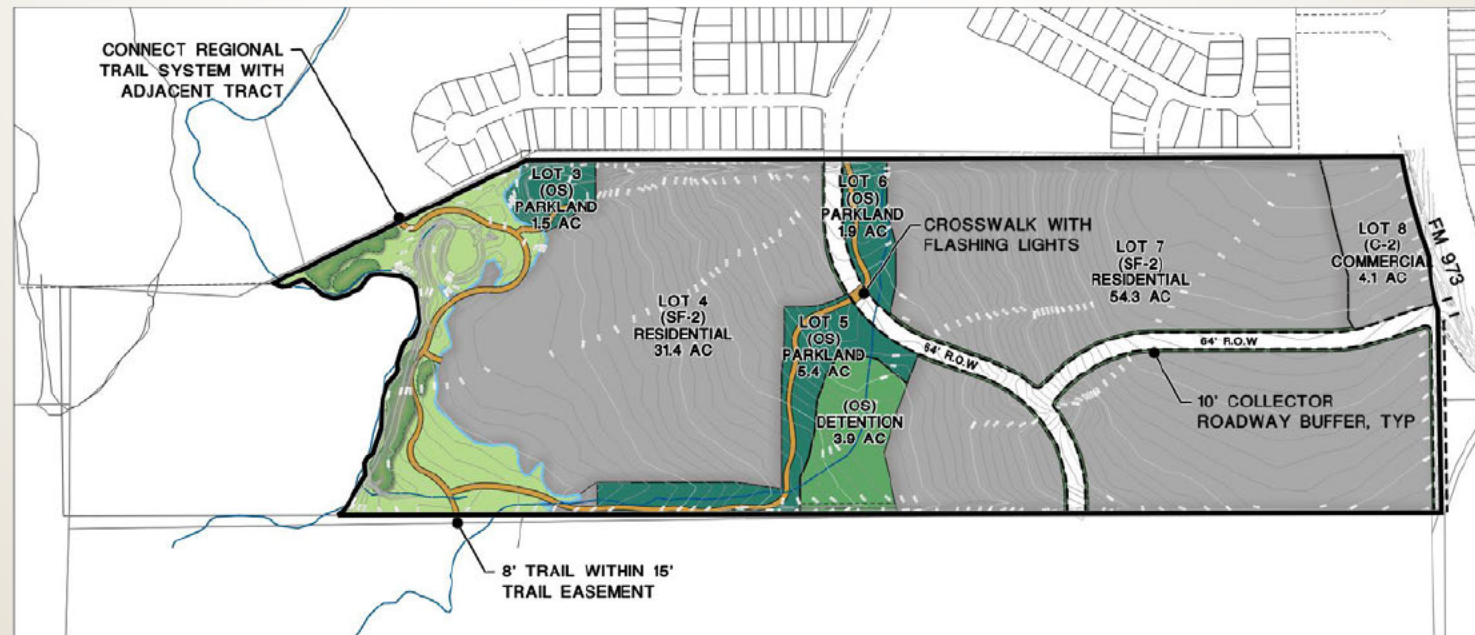 CONNECT REGIONAL
TRAIL SYSTEM WITH
ADJACENT TRACT
LOT 3
(OS)
PARKLAND
1.5 AC
LOT 6
(OS)
PARKLAND
1.9 AC
CROSSWALK WITH
FLASHING LIGHTS
LOT 7
(SF-2)
RESIDENTIAL
54.3 AC
LOT 8
(C-2)
COMMERCIAL
4.1 AC
FM 973
LOT 4
(SF-2)
RESIDENTIAL
31.4 AC
LOT 5
(OS)
PARKLAND
5.4 AC
64' R.O.W
64' R.O.W
(OS)
DETENTION
3.9 AC
10' COLLECTOR
ROADWAY BUFFER, TYP
8' TRAIL WITHIN 15'
TRAIL EASEMENT